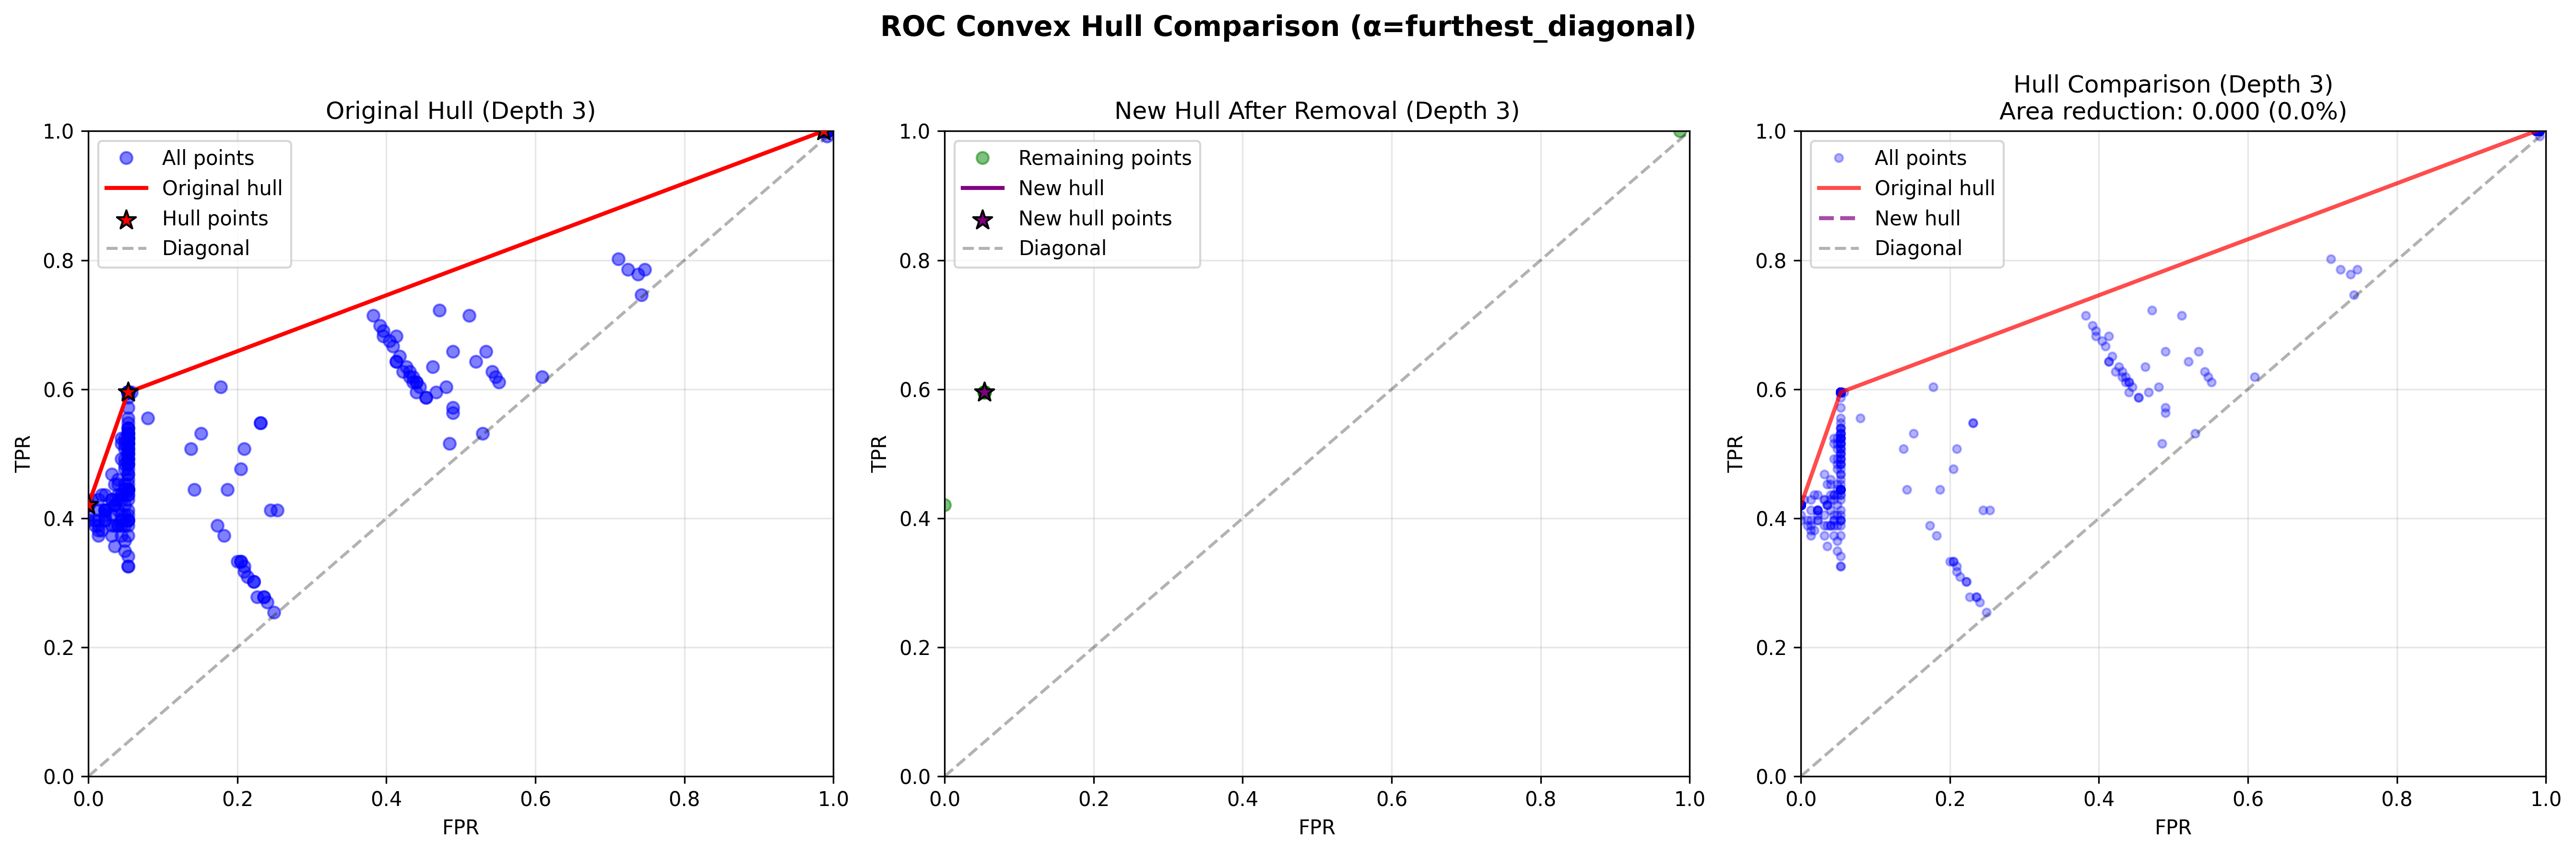 ROC Convex Hull Comparison (α=furthest_diagonal)
Original Hull (Depth 3)
1.0
0.8
0.6
0.4
0.2
0.0
TPR
All points
Original hull
Hull points
Diagonal
0.0 0.2 0.4 0.6 0.8 1.0
FPR
New Hull After Removal (Depth 3)
1.0
0.8
0.6
0.4
0.2
0.0
TPR
Remaining points
New hull
New hull points
Diagonal
0.0 0.2 0.4 0.6 0.8 1.0
FPR
Hull Comparison (Depth 3)
Area reduction: 0.000 (0.0%)
1.0
0.8
0.6
0.4
0.2
0.0
TPR
All points
Original hull
New hull
Diagonal
0.0 0.2 0.4 0.6 0.8 1.0
FPR